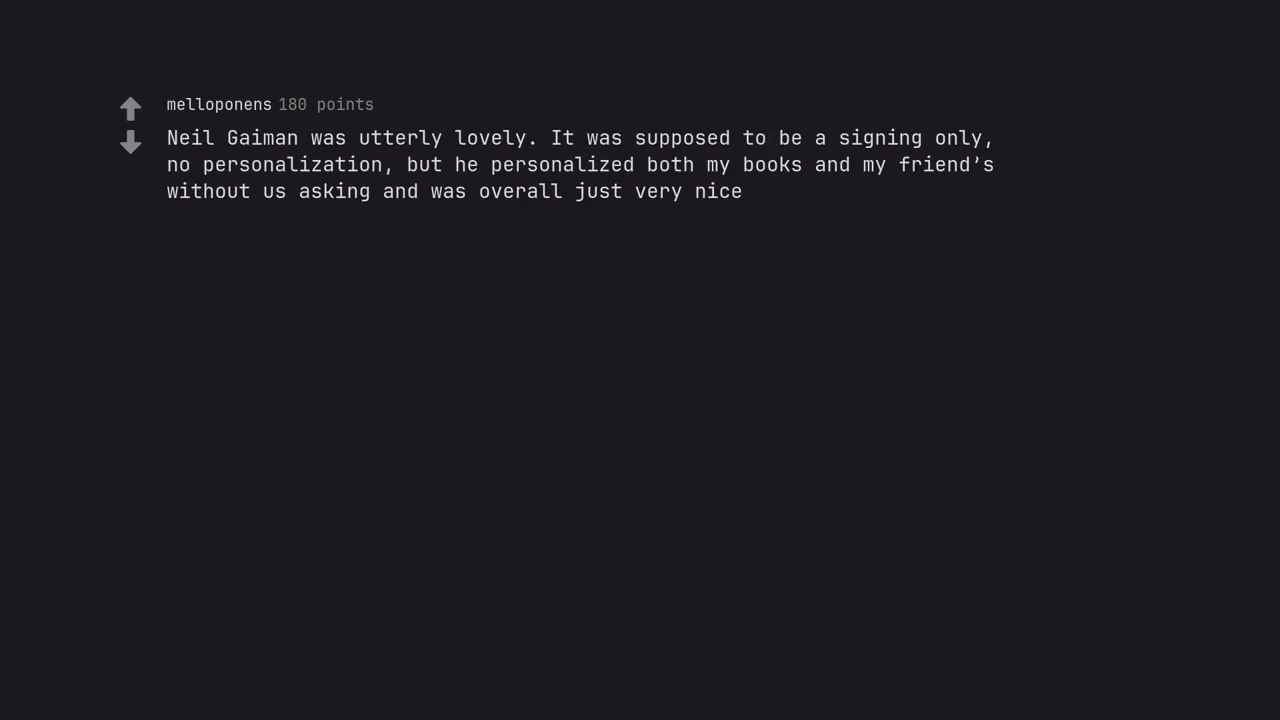 melloponens 180 points
Neil Gaiman was utterly lovely. It was supposed to be a signing only,
no personalization, but he personalized both my books and my friend’s
without us asking and was overall just very nice